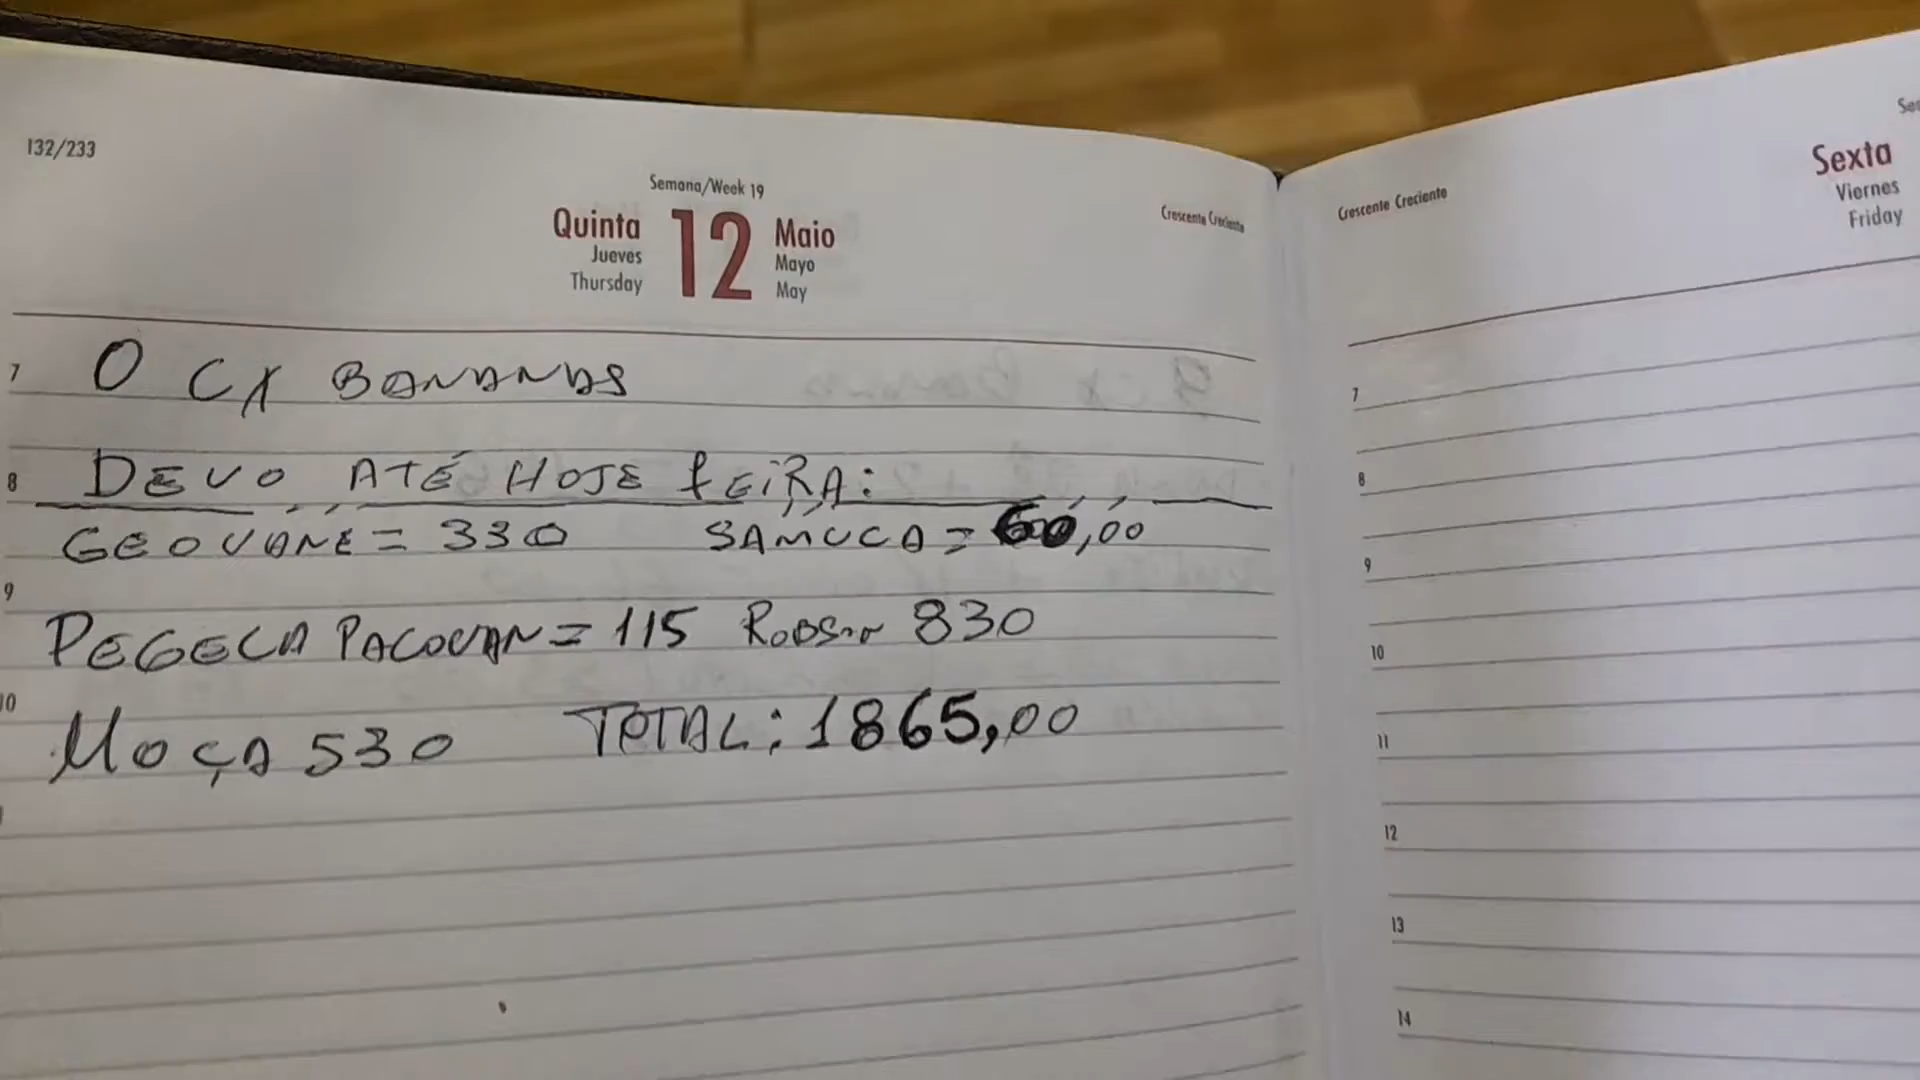 132/233
Semana/Week 19
Quinta 12 Maio
Jueves Mayo
Thursday May
Crescente Creciente
7 0 CX BANANAS
8 DEVO ATÉ HOJE FEIRA:
GEOVANE = 330 SAMUCA = 60,00
9
PEGECA PACOVAN = 115 ROBSON 830
10
MOÇA 530 TOTAL: 1865,00
Crescente Creciente
Sexta
Viernes
Friday
7
8
9
10
11
12
13
14